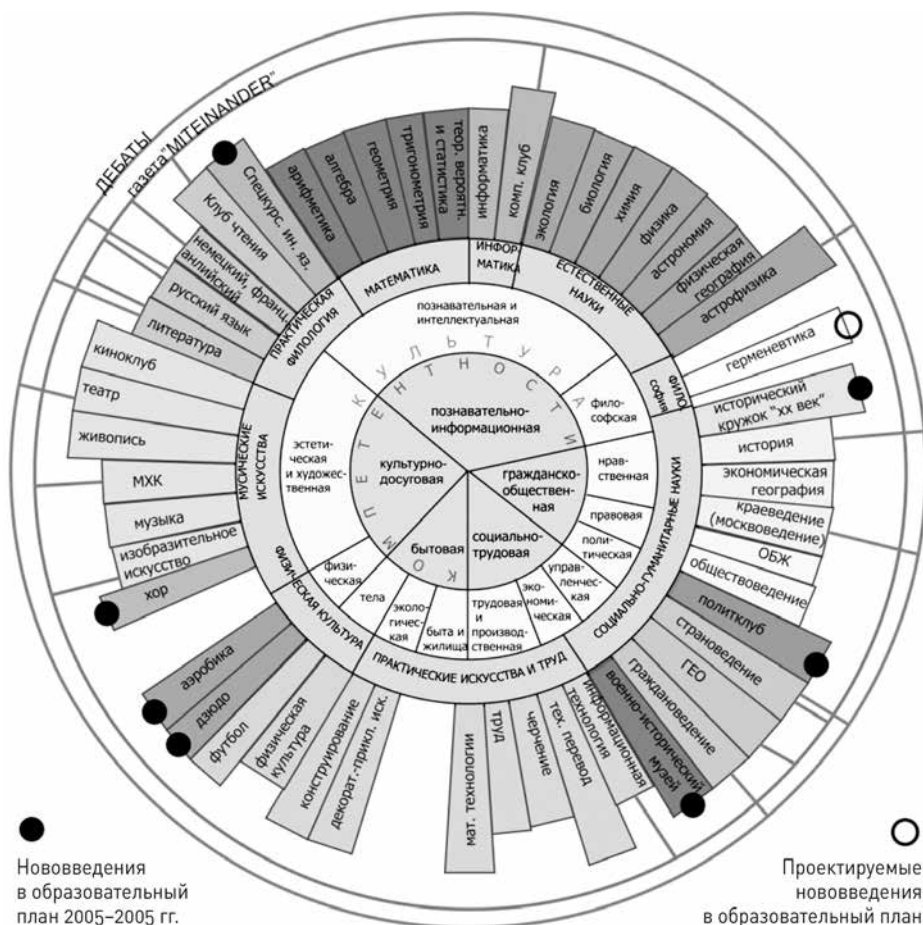 ДЕБАТЫ
газета"MITEINANDER"
Спецкурс. ин. яз.
Клуб чтения
немецкий, франц.
анлийский
русский язык
литература
киноклуб
театр
живопись
МХК
музыка
изобразительное
искусство
хор
арифметика
алгебра
геометрия
тригонометрия
теор. вероятн.
и статистика
информатика
комп. клуб
экология
биология
химия
физика
астрономия
физическая
география
астрофизика
герменевтика
исторический
кружок "хх век"
история
экономическая
география
краеведение
(москвоведение)
ОБЖ
обществоведение
политклуб
страноведение
ГЕО
граждановедение
военно-исторический
музей
информационная
технология
тех. перевод
черчение
труд
мат. технологии
декорат.-прикл. иск.
конструирование
физическая
культура
футбол
дзюдо
аэробика
ПРАКТИЧЕСКАЯ
ФИЛОЛОГИЯ
МАТЕМАТИКА
ИНФОР
МАТИКА
ЕСТЕСТВЕННЫЕ
НАУКИ
ФИЛО
софия
СОЦИАЛЬНО-ГУМАНИТАРНЫЕ НАУКИ
ПРАКТИЧЕСКИЕ ИСКУССТВА И ТРУД
ФИЗИЧЕСКАЯ КУЛЬТУРА
МУСИЧЕСКИЕ
ИСКУССТВА
познавательная и
интеллектуальная
фило-
софская
нрав-
ственная
правовая
поли-
тическая
управ-
ленчес-
кая
эко-
номи-
ческая
трудовая
и
производ-
ственная
быта и
жилища
эколо-
гичес-
кая
тела
физи-
ческая
эстети-
ческая
и художес-
твенная
КУЛЬТУРА
КОМПЕТЕНТНОСТИ
познавательно-
информационная
культурно-
досуговая
гражданско-
обществен-
ная
социально-
трудовая
бытовая
Нововведения
в образовательный
план 2005–2005 гг.
Проектируемые
нововведения
в образовательный план